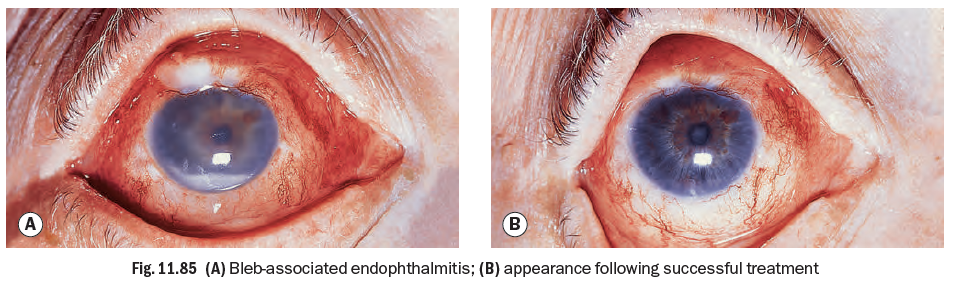 A
B
Fig. 11.85 (A) Bleb-associated endophthalmitis; (B) appearance following successful treatment